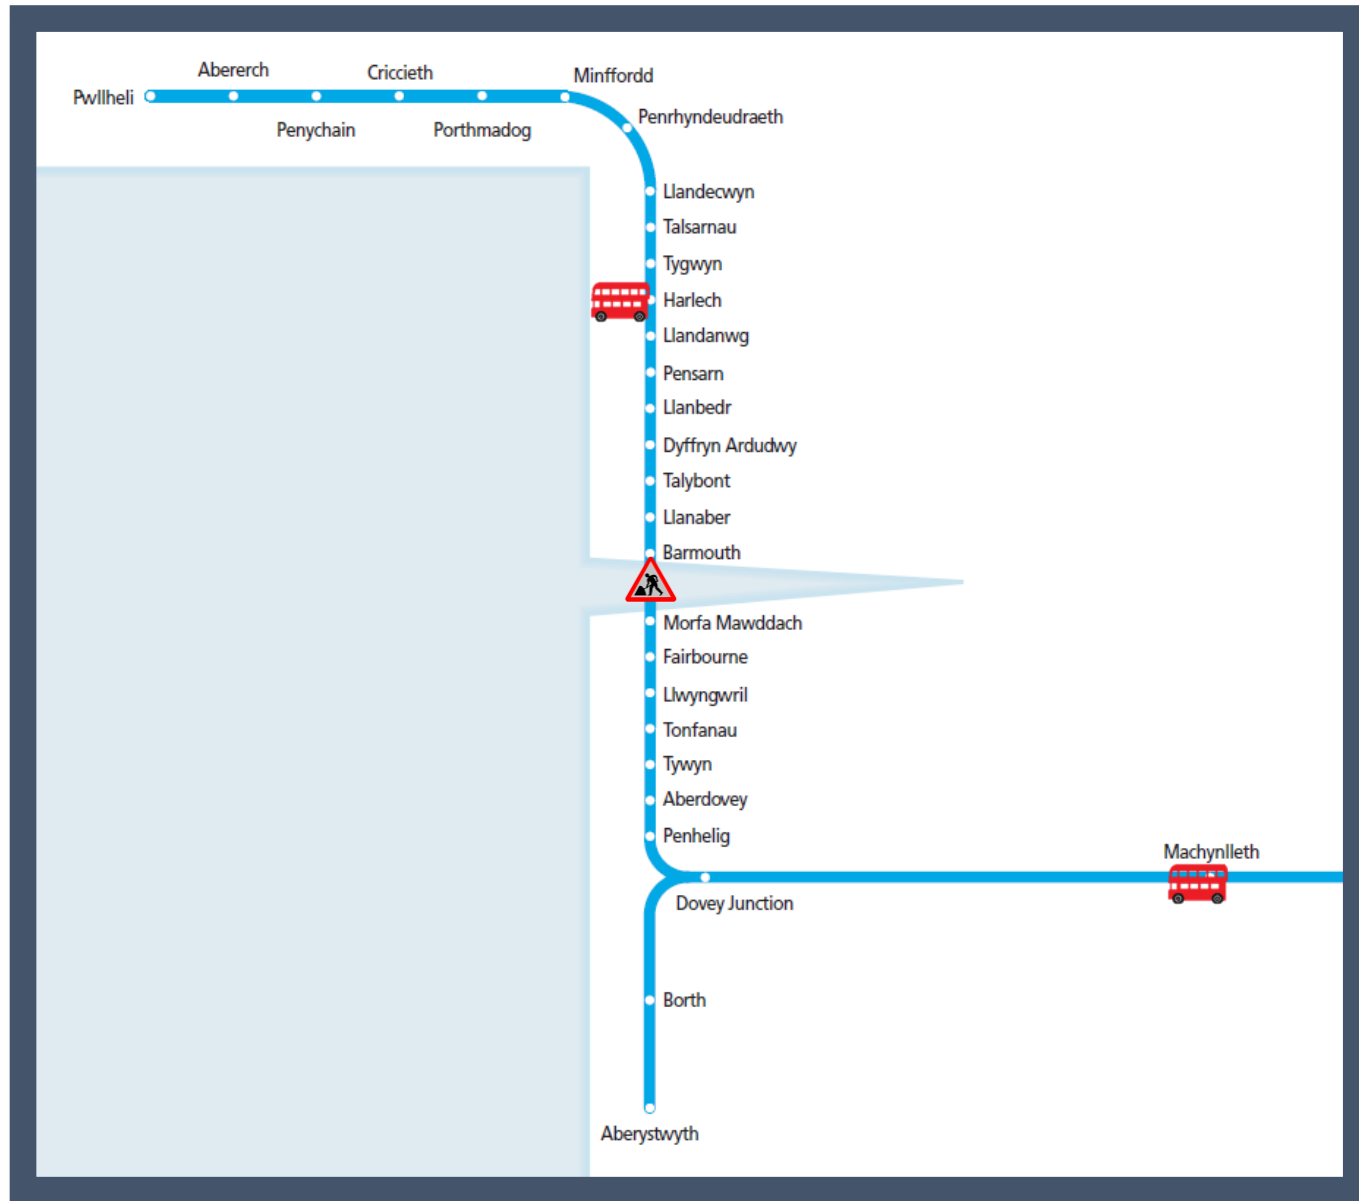 Pwllheli
Abererch
Penychain
Criccieth
Porthmadog
Minffordd
Penrhyndeudraeth
Llandecwyn
Talsarnau
Tygwyn
Harlech
Llandanwg
Pensarn
Llanbedr
Dyffryn Ardudwy
Talybont
Llanaber
Barmouth
Morfa Mawddach
Fairbourne
Llwyngwril
Tonfanau
Tywyn
Aberdovey
Penhelig
Machynlleth
Dovey Junction
Borth
Aberystwyth